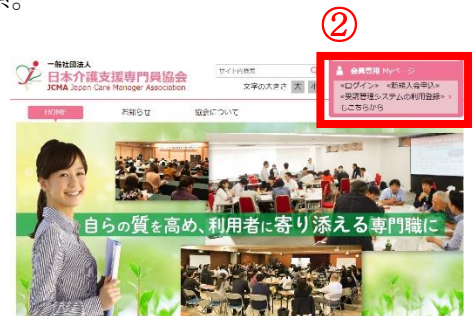 索。
②
一般社団法人
日本介護支援専門員協会
JCMA Japan Care Manager Association
サイト内検索
文字の大きさ 大 小
会員専用 Myページ
«ログイン» «新規入会申込»
«受講管理システムの利用登録»
もこちらから
HOME
お知らせ
協会について
自らの質を高め、利用者に寄り添える専門職に